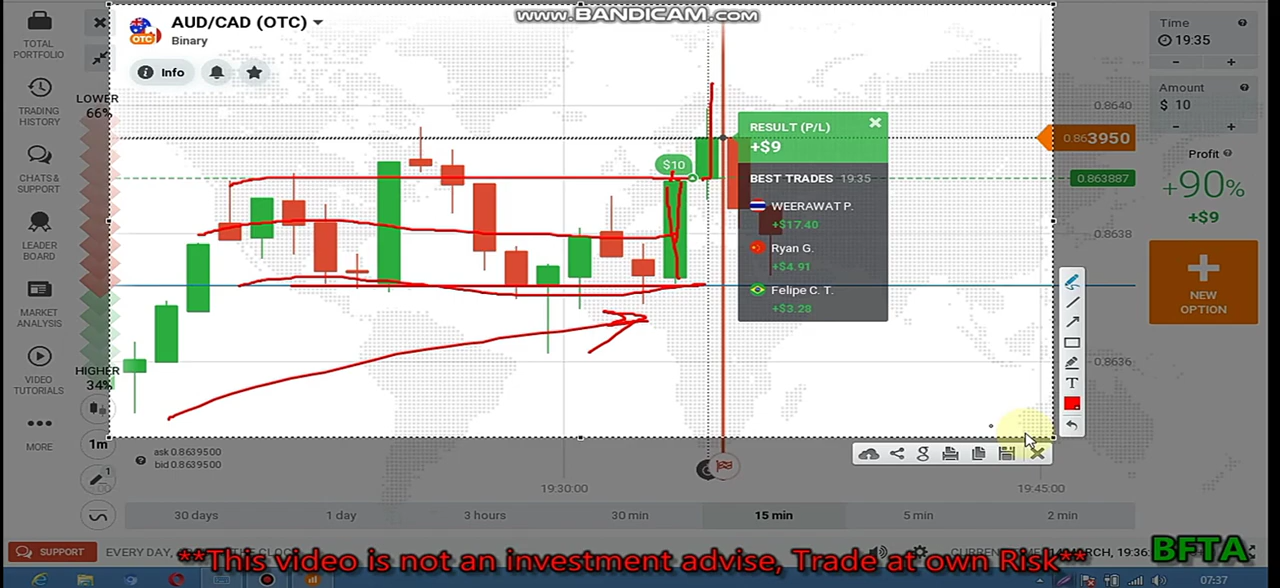 www.BANDICAM.com
AUD/CAD (OTC)
Binary
OTC
Info
TOTAL
PORTFOLIO
TRADING
HISTORY
CHATS &
SUPPORT
LEADER
BOARD
MARKET
ANALYSIS
VIDEO
TUTORIALS
MORE
LOWER
66%
HIGHER
34%
1m
$10
RESULT (P/L)
+$9
BEST TRADES 19:35
WEERAWAT P.
+$17.40
Ryan G.
+$4.91
Felipe C. T.
+$3.28
0.8640
0.863950
0.863887
0.8638
0.8636
Time
19:35
- +
Amount
$ 10
- +
Profit
+90%
+$9
NEW
OPTION
T
ask 0.8639500
bid 0.8639500
19:30:00
19:45:00
30 days
1 day
3 hours
30 min
15 min
5 min
2 min
SUPPORT
EVERY DAY,
**This video is not an investment advise, Trade at own Risk**
BFTA
07:37